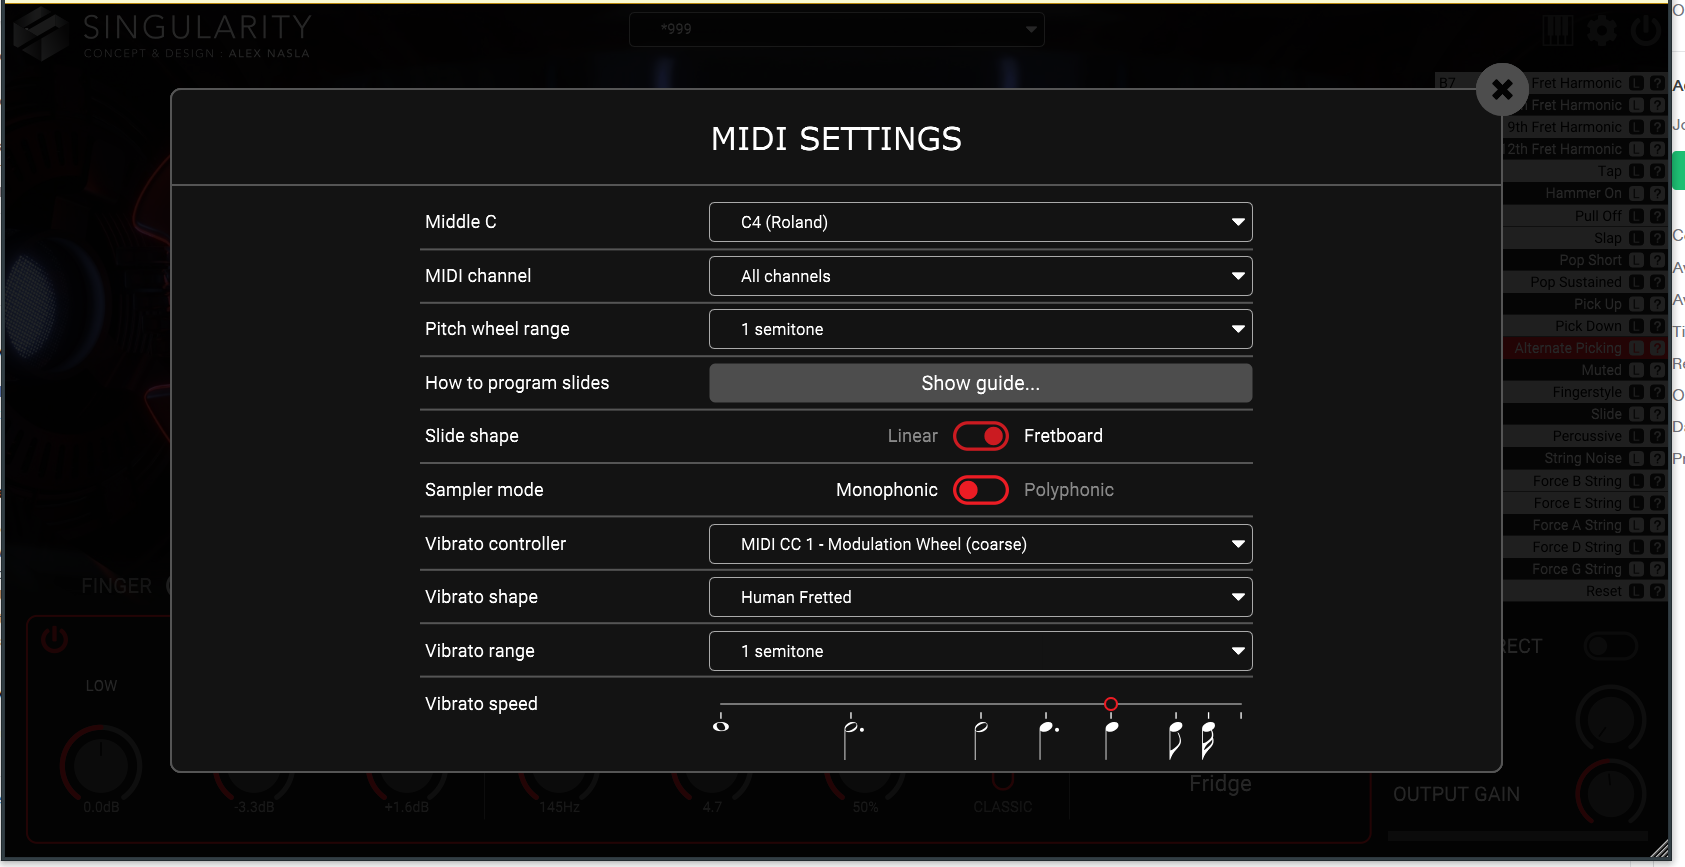 SINGULARITY
CONCEPT & DESIGN : ALEX NASLA
*999
B7
Fret Harmonic L ?
Fret Harmonic L ?
9th Fret Harmonic L ?
12th Fret Harmonic L ?
Tap L ?
Hammer On L ?
Pull Off L ?
Slap L ?
Pop Short L ?
Pop Sustained L ?
Pick Up L ?
Pick Down L ?
Alternate Picking L ?
Muted L ?
Fingerstyle L ?
Slide L ?
Percussive L ?
String Noise L ?
Force B String L ?
Force E String L ?
Force A String L ?
Force D String L ?
Force G String L ?
Reset L ?
MIDI SETTINGS
Middle C C4 (Roland)
MIDI channel All channels
Pitch wheel range 1 semitone
How to program slides Show guide...
Slide shape Linear Fretboard
Sampler mode Monophonic Polyphonic
Vibrato controller MIDI CC 1 - Modulation Wheel (coarse)
Vibrato shape Human Fretted
Vibrato range 1 semitone
Vibrato speed
FINGER
LOW
0.0dB
-3.3dB
+1.6dB
145Hz
4.7
50%
CLASSIC
Fridge
RECT
OUTPUT GAIN